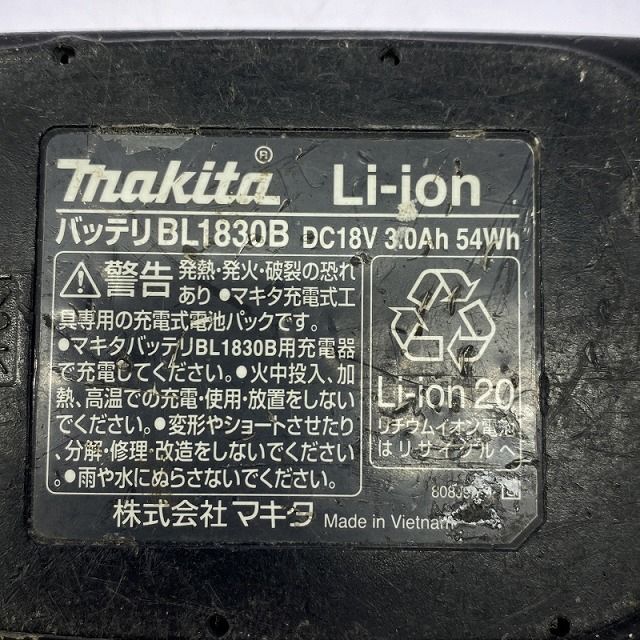 makita® Li-ion
バッテリBL1830B DC18V 3.0Ah 54Wh
⚠警告 発熱・発火・破裂の恐れ
あり ●マキタ充電式工
具専用の充電式電池パックです。
●マキタバッテリBL1830B用充電器
で充電してください。●火中投入、加
熱、高温での充電・使用・放置をしない
でください。●変形やショートさせたり
、分解・修理・改造をしないでください
。●雨や水にぬらさないでください。
Li-ion 20
リチウムイオン電池
はリサイクルへ
株式会社 マキタ Made in Vietnam